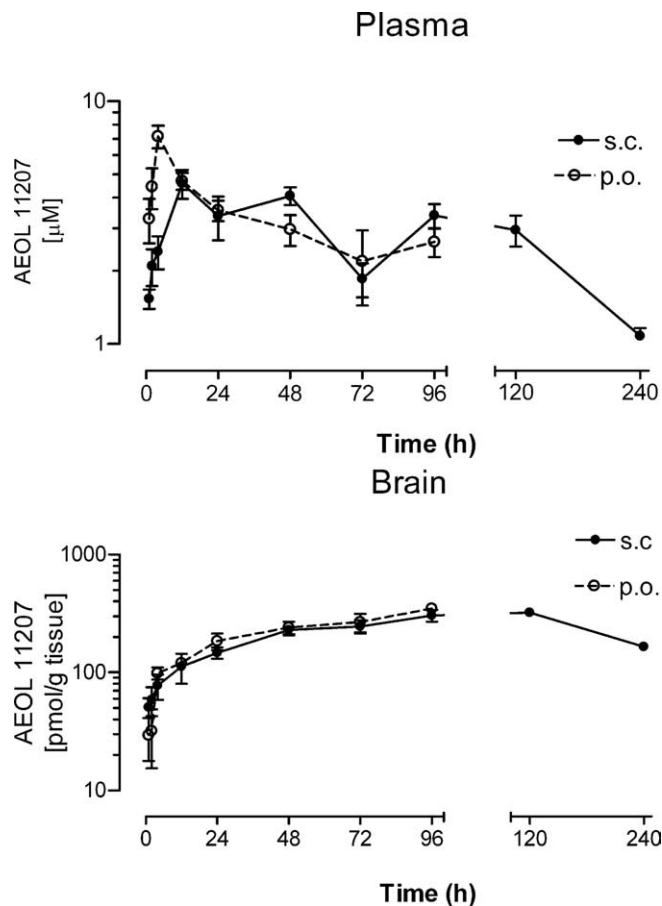 Plasma
10
AEOL 11207
[µM]
1
s.c.
p.o.
0 24 48 72 96 120 240
Time (h)
Brain
1000
100
10
AEOL 11207
[pmol/g tissue]
s.c
p.o.
0 24 48 72 96 120 240
Time (h)